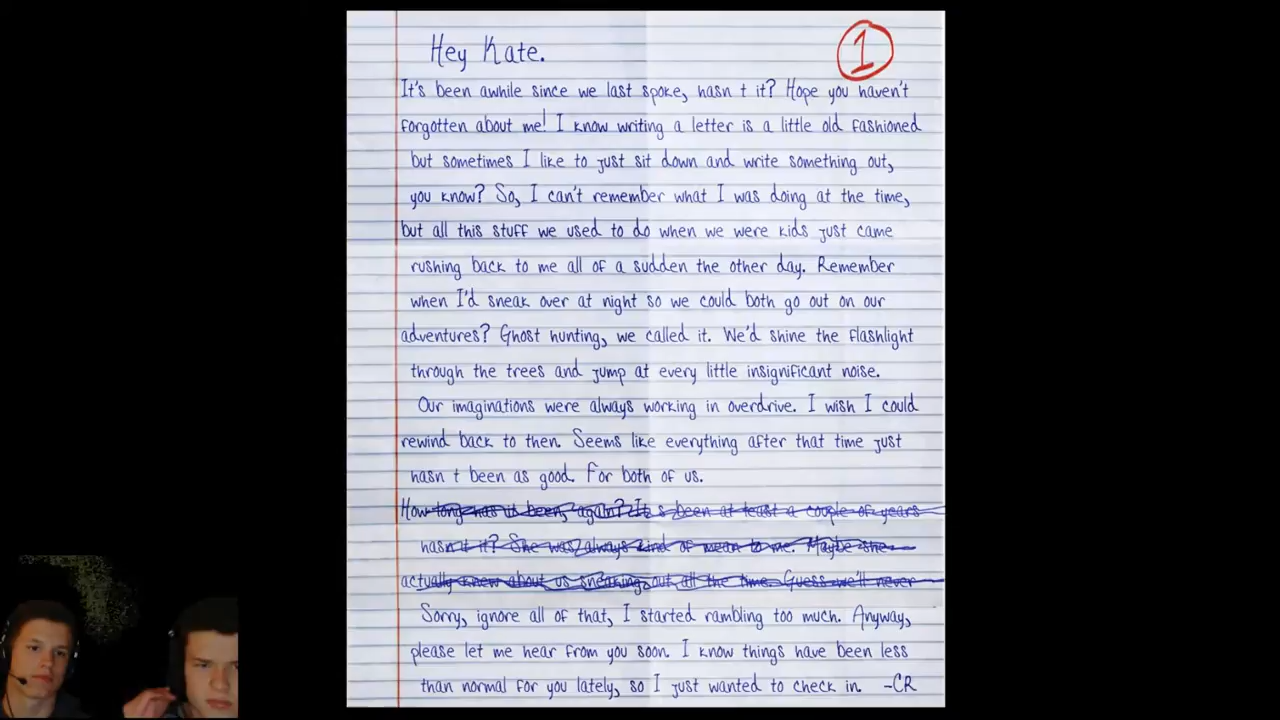 Hey Kate.
1
It's been awhile since we last spoke, hasn t it? Hope you haven't
forgotten about me! I know writing a letter is a little old fashioned
but sometimes I like to just sit down and write something out,
you know? So, I can't remember what I was doing at the time,
but all this stuff we used to do when we were kids just came
rushing back to me all of a sudden the other day. Remember
when I'd sneak over at night so we could both go out on our
adventures? Ghost hunting, we called it. We'd shine the flashlight
through the trees and jump at every little insignificant noise.
Our imaginations were always working in overdrive. I wish I could
rewind back to then. Seems like everything after that time just
hasn t been as good. For both of us.
How long has it been, again? It s been at least a couple of years
hasn t it? She was always kind of mean to me. Maybe she
actually knew about us sneaking out all the time. Guess we'll never
Sorry, ignore all of that, I started rambling too much. Anyway,
please let me hear from you soon. I know things have been less
than normal for you lately, so I just wanted to check in. -CR